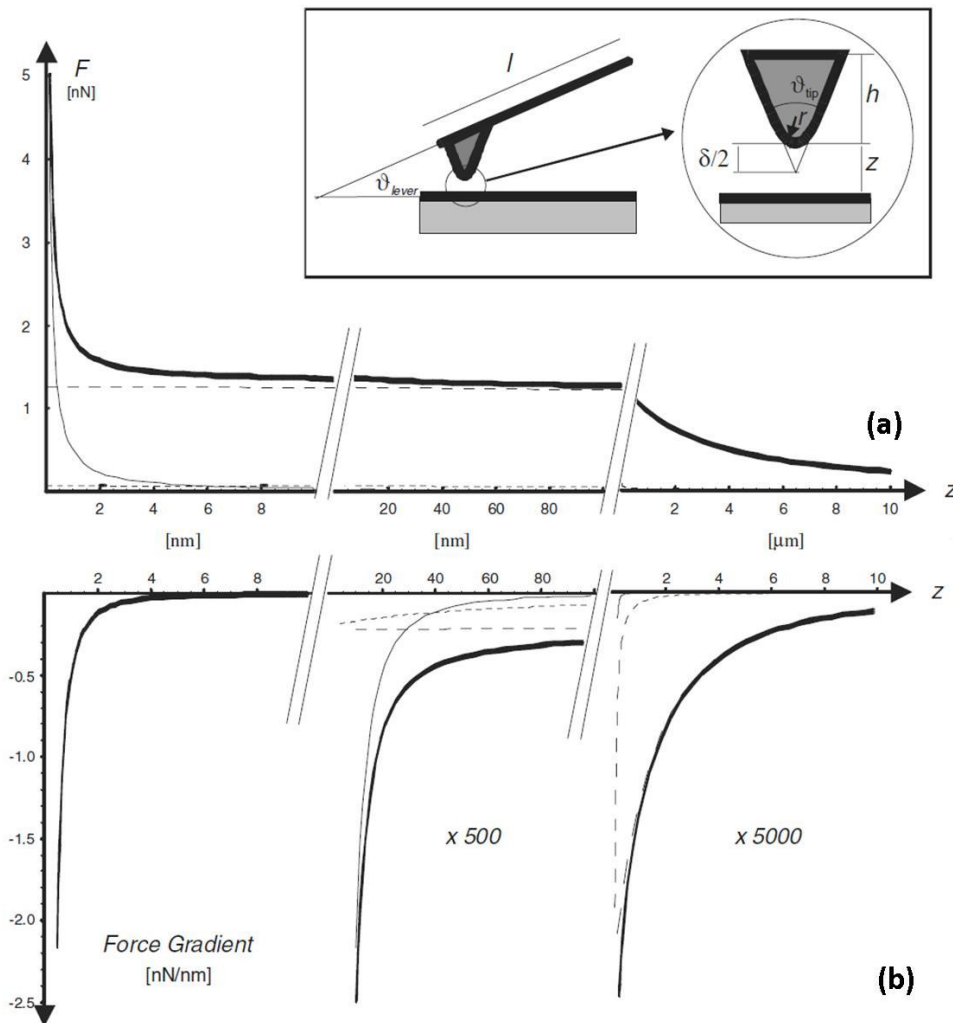 F
[nN]
5
4
3
2
1
l
ϑlever
ϑtip
r
h
δ/2
z
(a)
2 4 6 8 20 40 60 80 2 4 6 8 10 z
[nm] [nm] [µm]
2 4 6 8 20 40 60 80 2 4 6 8 10 z
-0.5
-1.0
-1.5
-2.0
-2.5
x 500 x 5000
Force Gradient
[nN/nm]
(b)